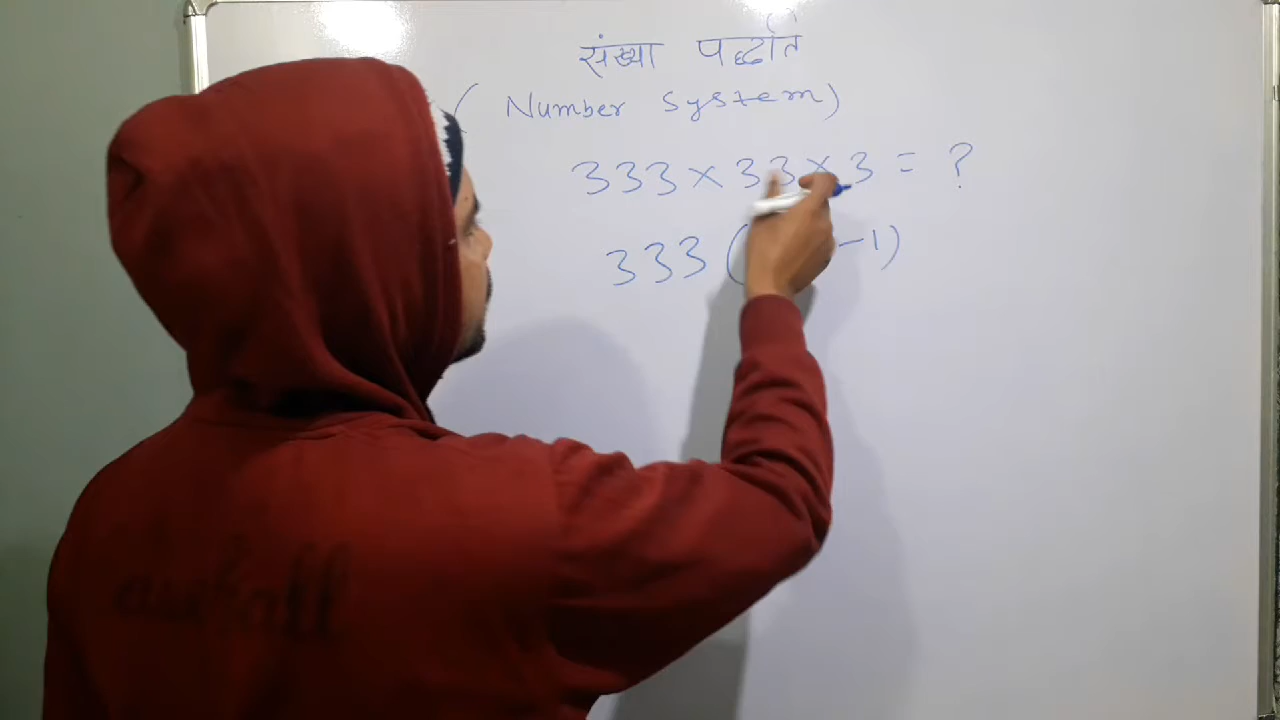 संख्या पद्धति
( Number System)
333 × 33 × 3 = ?
333 ( -1)